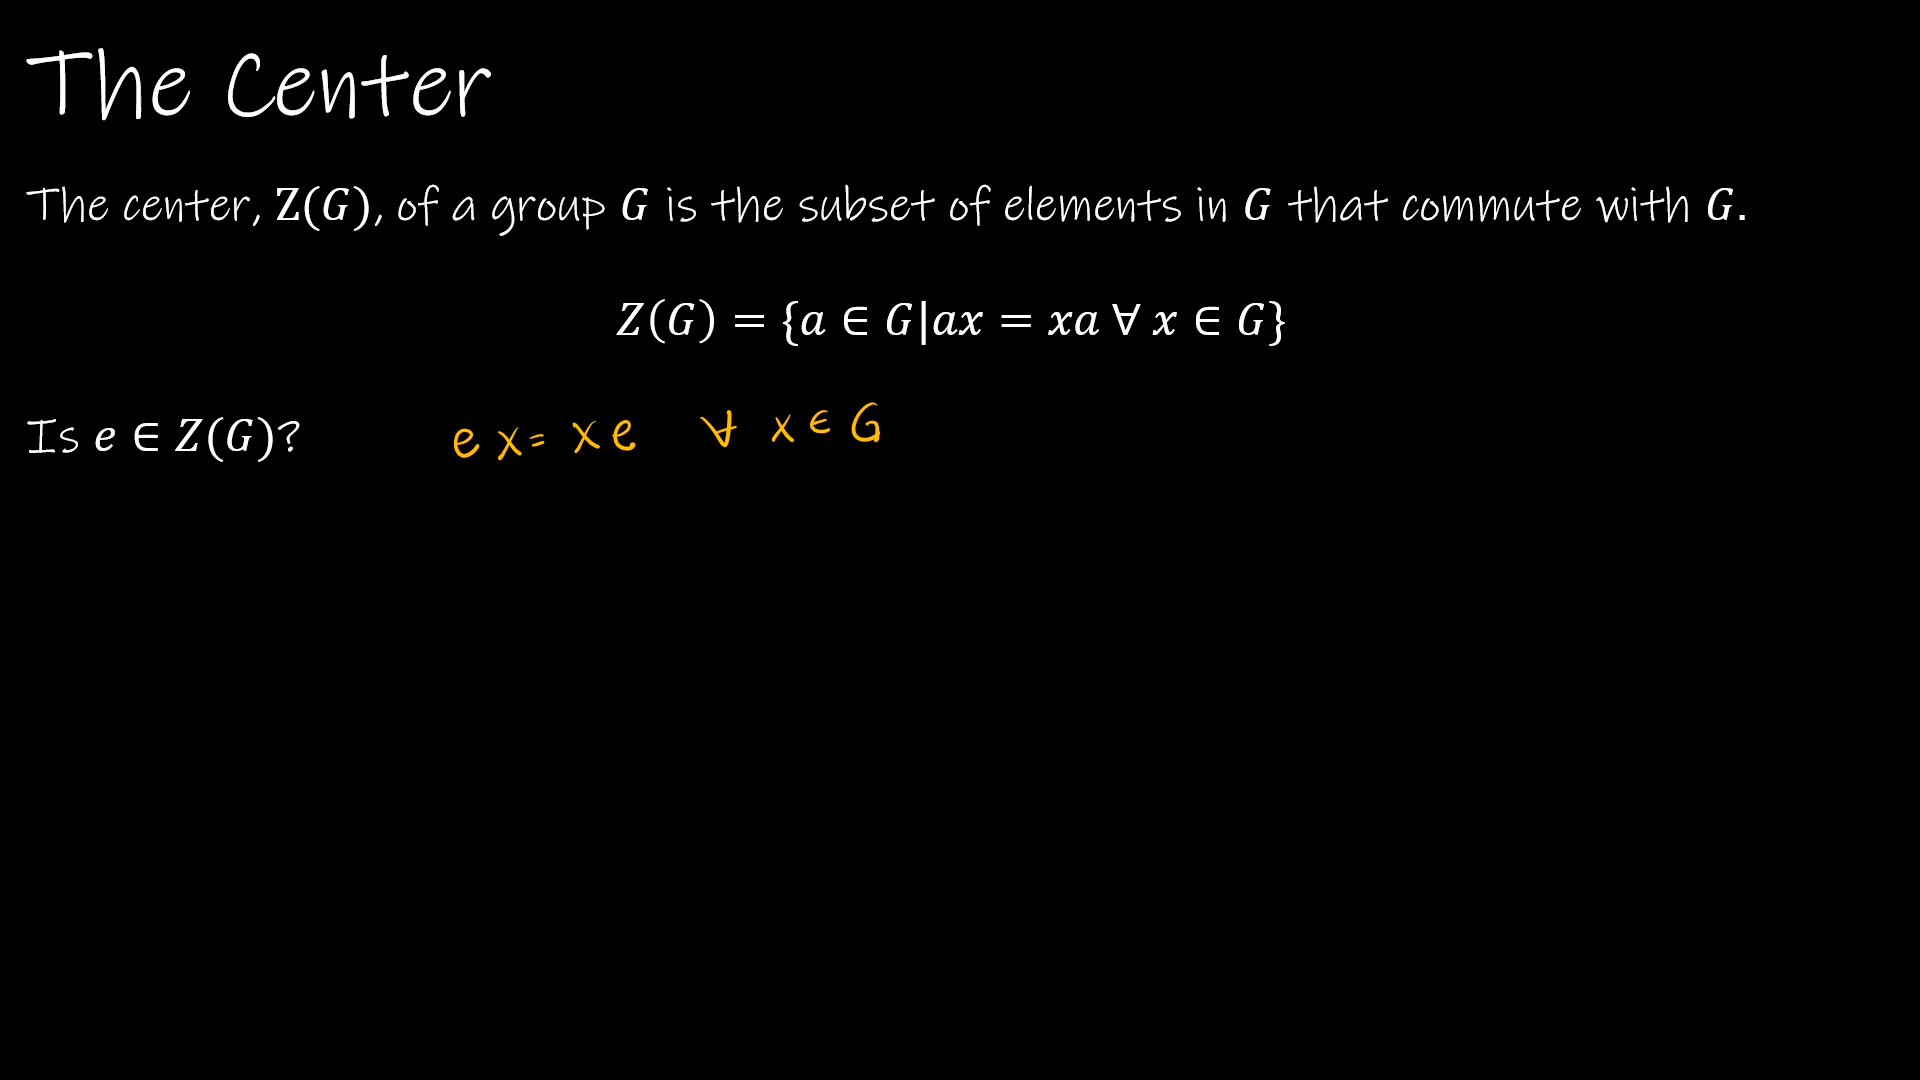 The Center
The center, Z(G), of a group G is the subset of elements in G that commute with G.
Z(G) = {a ∈ G|ax = xa ∀ x ∈ G}
Is e ∈ Z(G)? ex = xe ∀ x ∈ G